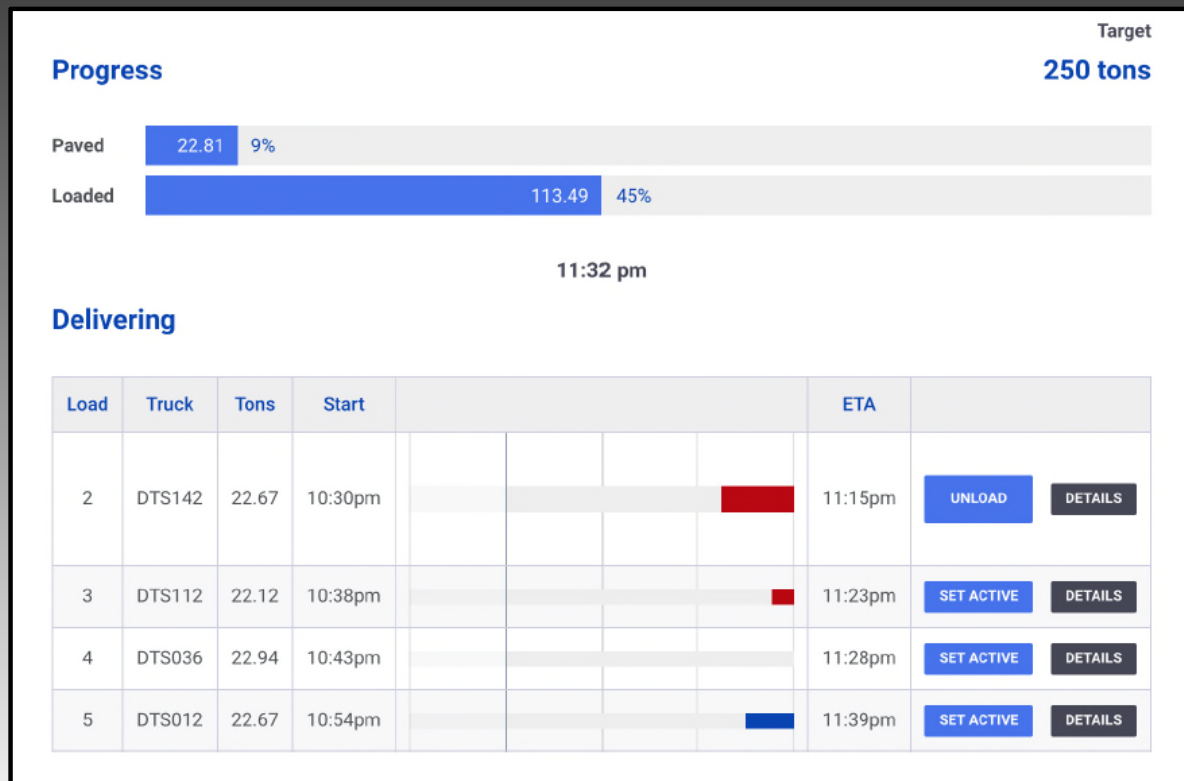 Target
Progress 250 tons
Paved 22.81 9%
Loaded 113.49 45%
11:32 pm
Delivering
Load Truck Tons Start ETA
2 DTS142 22.67 10:30pm 11:15pm UNLOAD DETAILS
3 DTS112 22.12 10:38pm 11:23pm SET ACTIVE DETAILS
4 DTS036 22.94 10:43pm 11:28pm SET ACTIVE DETAILS
5 DTS012 22.67 10:54pm 11:39pm SET ACTIVE DETAILS